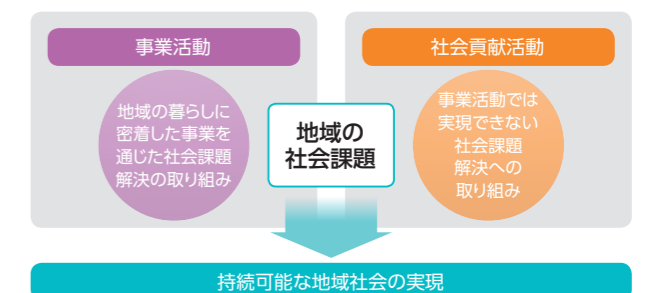 事業活動
地域の暮らしに
密着した事業を
通じた社会課題
解決の取り組み
地域の
社会課題
社会貢献活動
事業活動では
実現できない
社会課題
解決への
取り組み
持続可能な地域社会の実現